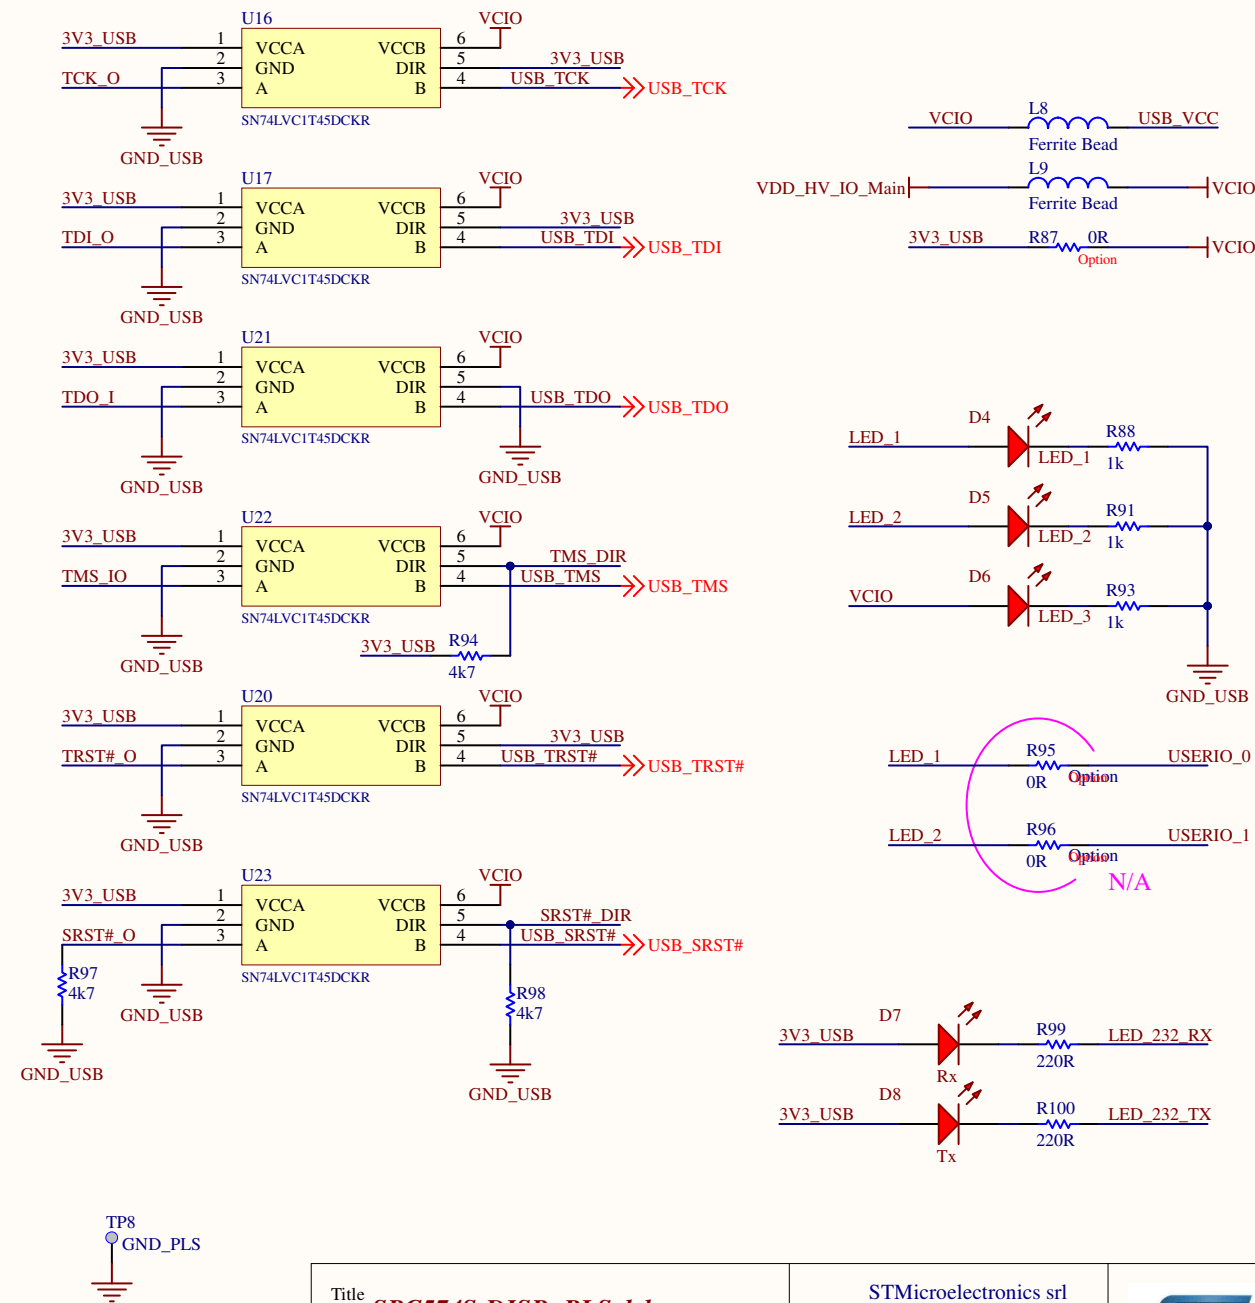 U16
VCIO
3V3_USB 1 VCCA VCCB 6
2 GND DIR 5 3V3_USB
TCK_O 3 A B 4 USB_TCK USB_TCK
SN74LVC1T45DCKR
GND_USB
U17
VCIO
3V3_USB 1 VCCA VCCB 6
2 GND DIR 5 3V3_USB
TDI_O 3 A B 4 USB_TDI USB_TDI
SN74LVC1T45DCKR
GND_USB
U21
VCIO
3V3_USB 1 VCCA VCCB 6
2 GND DIR 5
TDO_I 3 A B 4 USB_TDO USB_TDO
SN74LVC1T45DCKR
GND_USB
GND_USB
U22
VCIO
3V3_USB 1 VCCA VCCB 6
2 GND DIR 5 TMS_DIR
TMS_IO 3 A B 4 USB_TMS USB_TMS
SN74LVC1T45DCKR
GND_USB
3V3_USB R94
4k7
U20
VCIO
3V3_USB 1 VCCA VCCB 6
2 GND DIR 5 3V3_USB
TRST#_O 3 A B 4 USB_TRST# USB_TRST#
SN74LVC1T45DCKR
GND_USB
U23
VCIO
3V3_USB 1 VCCA VCCB 6
2 GND DIR 5 SRST#_DIR
SRST#_O 3 A B 4 USB_SRST# USB_SRST#
SN74LVC1T45DCKR
R97
4k7
GND_USB
GND_USB
R98
4k7
GND_USB
L8
VCIO USB_VCC
Ferrite Bead
L9
VDD_HV_IO_Main VCIO
Ferrite Bead
3V3_USB R87 0R VCIO
Option
D4
LED_1 LED_1 R88
1k
D5
LED_2 LED_2 R91
1k
D6
VCIO LED_3 R93
1k
GND_USB
LED_1 R95 USERIO_0
0R Option
Option
LED_2 R96 USERIO_1
0R Option
Option
N/A
D7
3V3_USB R99 LED_232_RX
Rx 220R
D8
3V3_USB R100 LED_232_TX
Tx 220R
TP8
GND_PLS
Title
STMicroelectronics srl